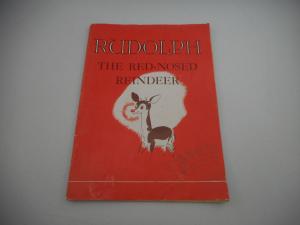 RUDOLPH
THE RED-NOSED
REINDEER